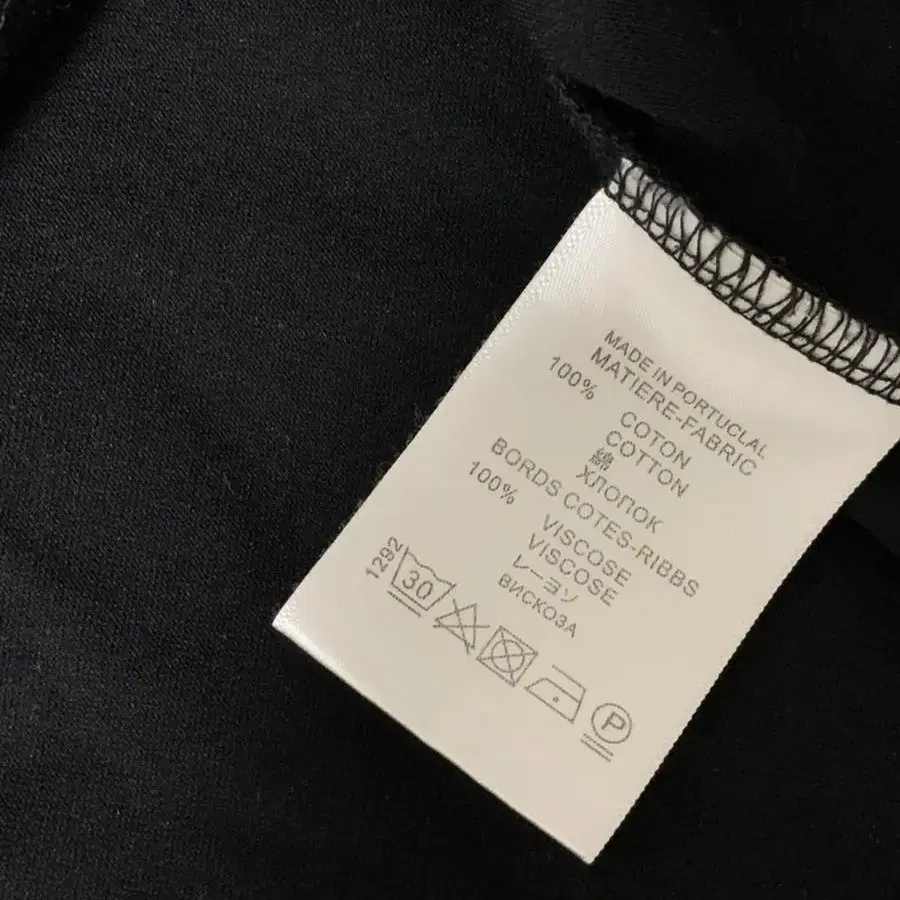 MADE IN PORTUCLAL
MATIERE-FABRIC
100%
COTON
COTTON
綿
ХЛОПОК
BORDS COTES-RIBBS
100%
VISCOSE
VISCOSE
レーヨン
ВИСКОЗА
1292
30
P